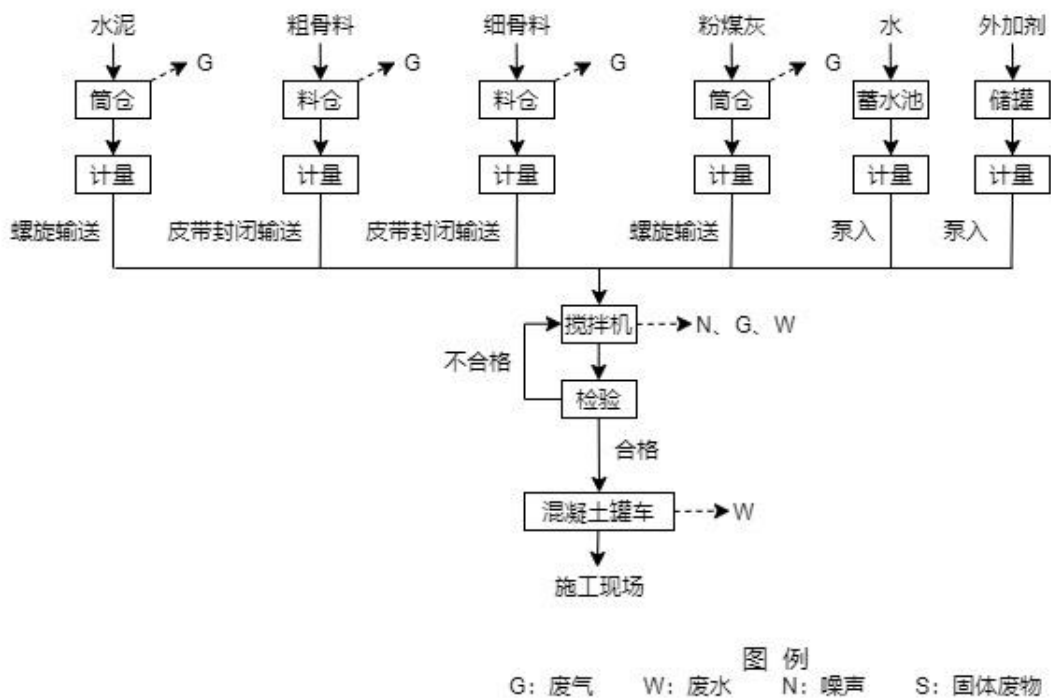 水泥 粗骨料 细骨料 粉煤灰 水 外加剂
G G G G
筒仓 料仓 料仓 筒仓 蓄水池 储罐
计量 计量 计量 计量 计量 计量
螺旋输送 皮带封闭输送 皮带封闭输送 螺旋输送 泵入 泵入
搅拌机 N、G、W
不合格
检验
合格
混凝土罐车 W
施工现场
图 例
G：废气 W：废水 N：噪声 S：固体废物